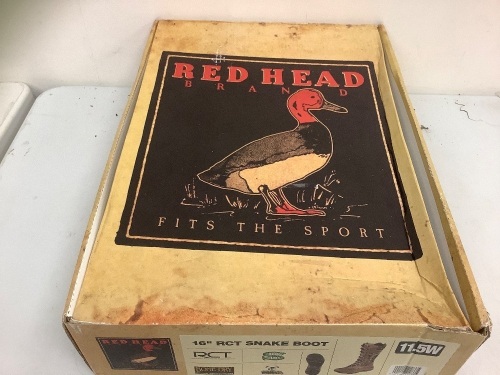 RED HEAD
BRAND
FITS THE SPORT
RED HEAD
16" RCT SNAKE BOOT
11.5W
RCT